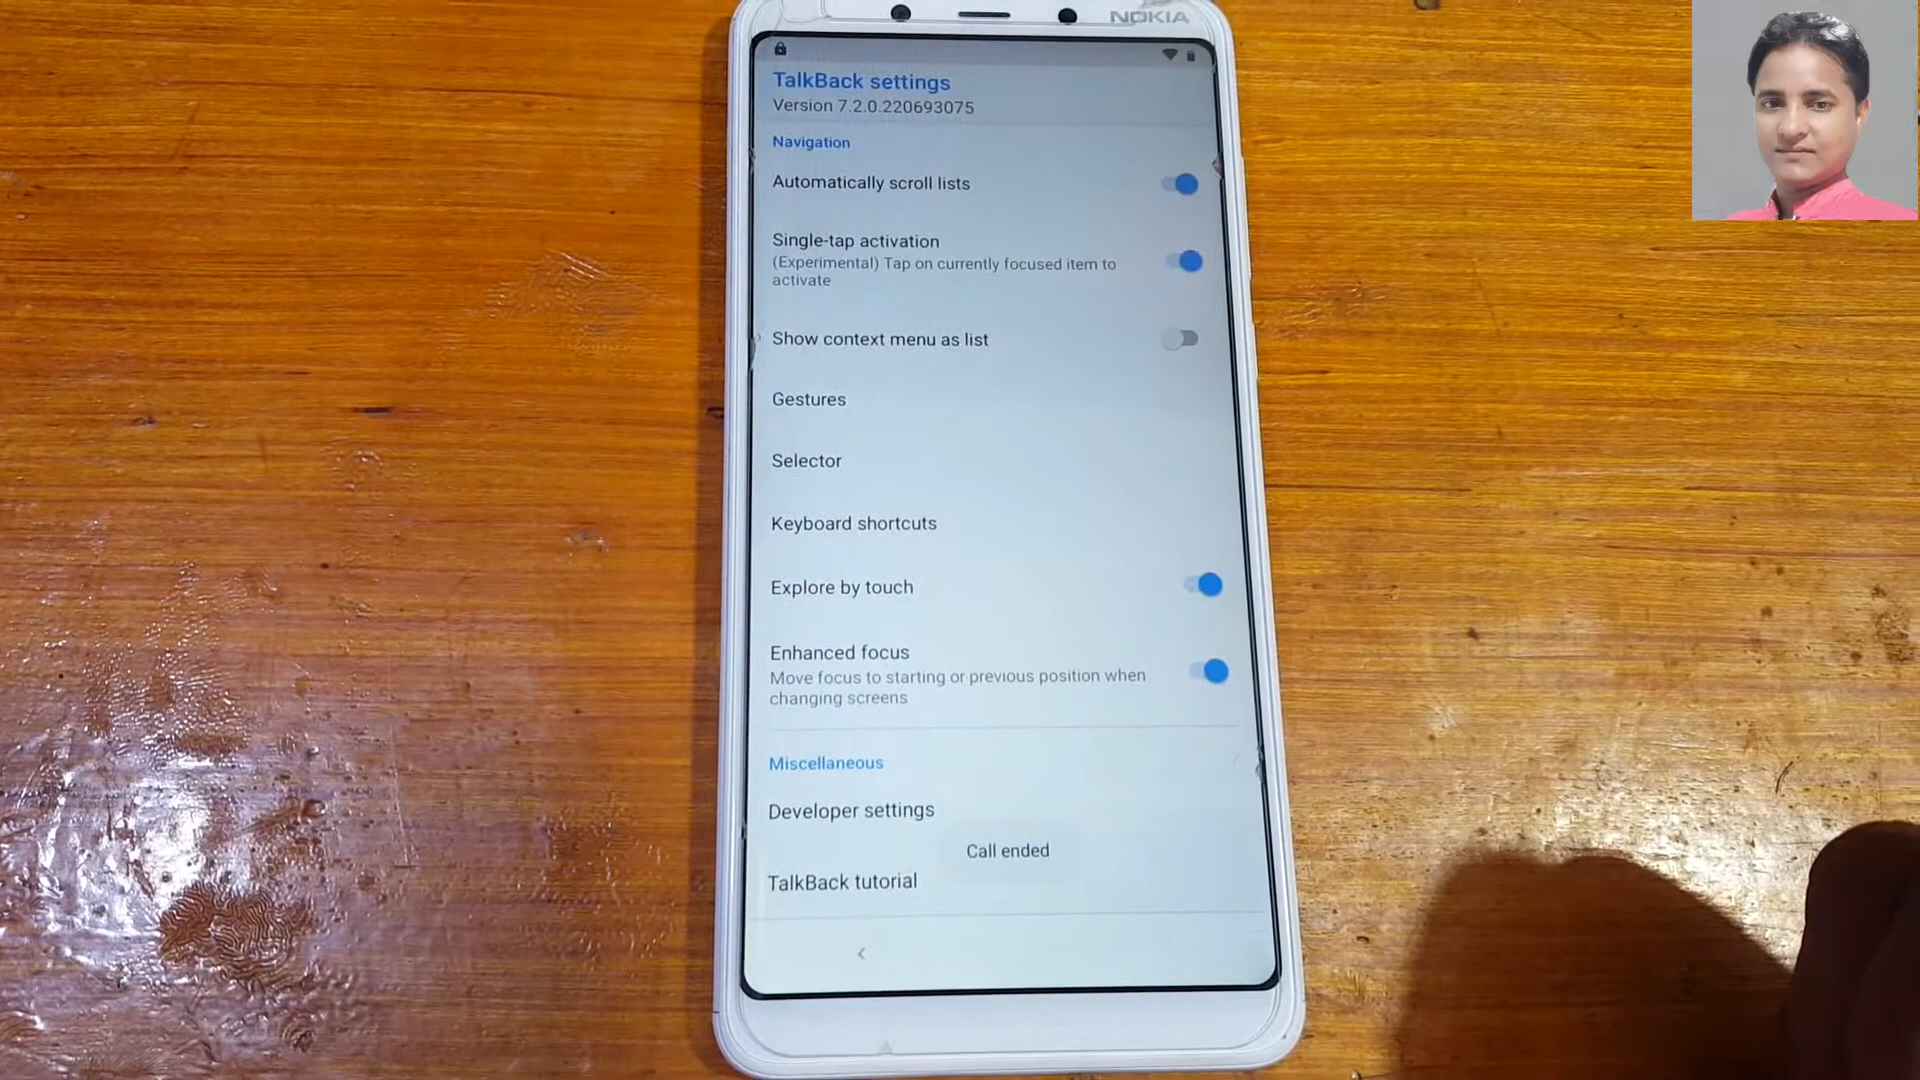 NOKIA
TalkBack settings
Version 7.2.0.220693075
Navigation
Automatically scroll lists
Single-tap activation
(Experimental) Tap on currently focused item to
activate
Show context menu as list
Gestures
Selector
Keyboard shortcuts
Explore by touch
Enhanced focus
Move focus to starting or previous position when
changing screens
Miscellaneous
Developer settings
Call ended
TalkBack tutorial